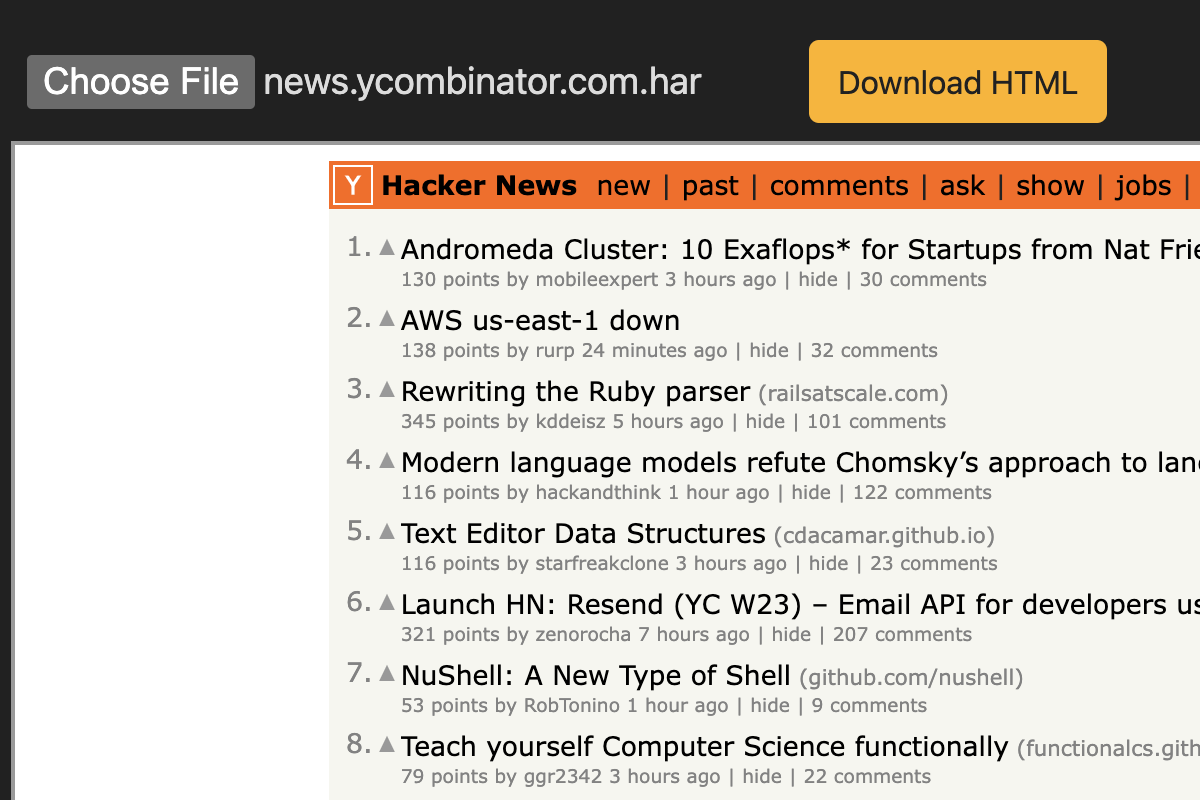 Choose File news.ycombinator.com.har Download HTML
Y Hacker News new | past | comments | ask | show | jobs |
1. ▲ Andromeda Cluster: 10 Exaflops* for Startups from Nat
130 points by mobileexpert 3 hours ago | hide | 30 comments
2. ▲ AWS us-east-1 down
138 points by rurp 24 minutes ago | hide | 32 comments
3. ▲ Rewriting the Ruby parser (railsatscale.com)
345 points by kddeisz 5 hours ago | hide | 101 comments
4. ▲ Modern language models refute Chomsky’s approach to
116 points by hackandthink 1 hour ago | hide | 122 comments
5. ▲ Text Editor Data Structures (cdacamar.github.io)
116 points by starfreakclone 3 hours ago | hide | 23 comments
6. ▲ Launch HN: Resend (YC W23) – Email API for developers
321 points by zenorocha 7 hours ago | hide | 207 comments
7. ▲ NuShell: A New Type of Shell (github.com/nushell)
53 points by RobTonino 1 hour ago | hide | 9 comments
8. ▲ Teach yourself Computer Science functionally (functionalcs.gith
79 points by ggr2342 3 hours ago | hide | 22 comments